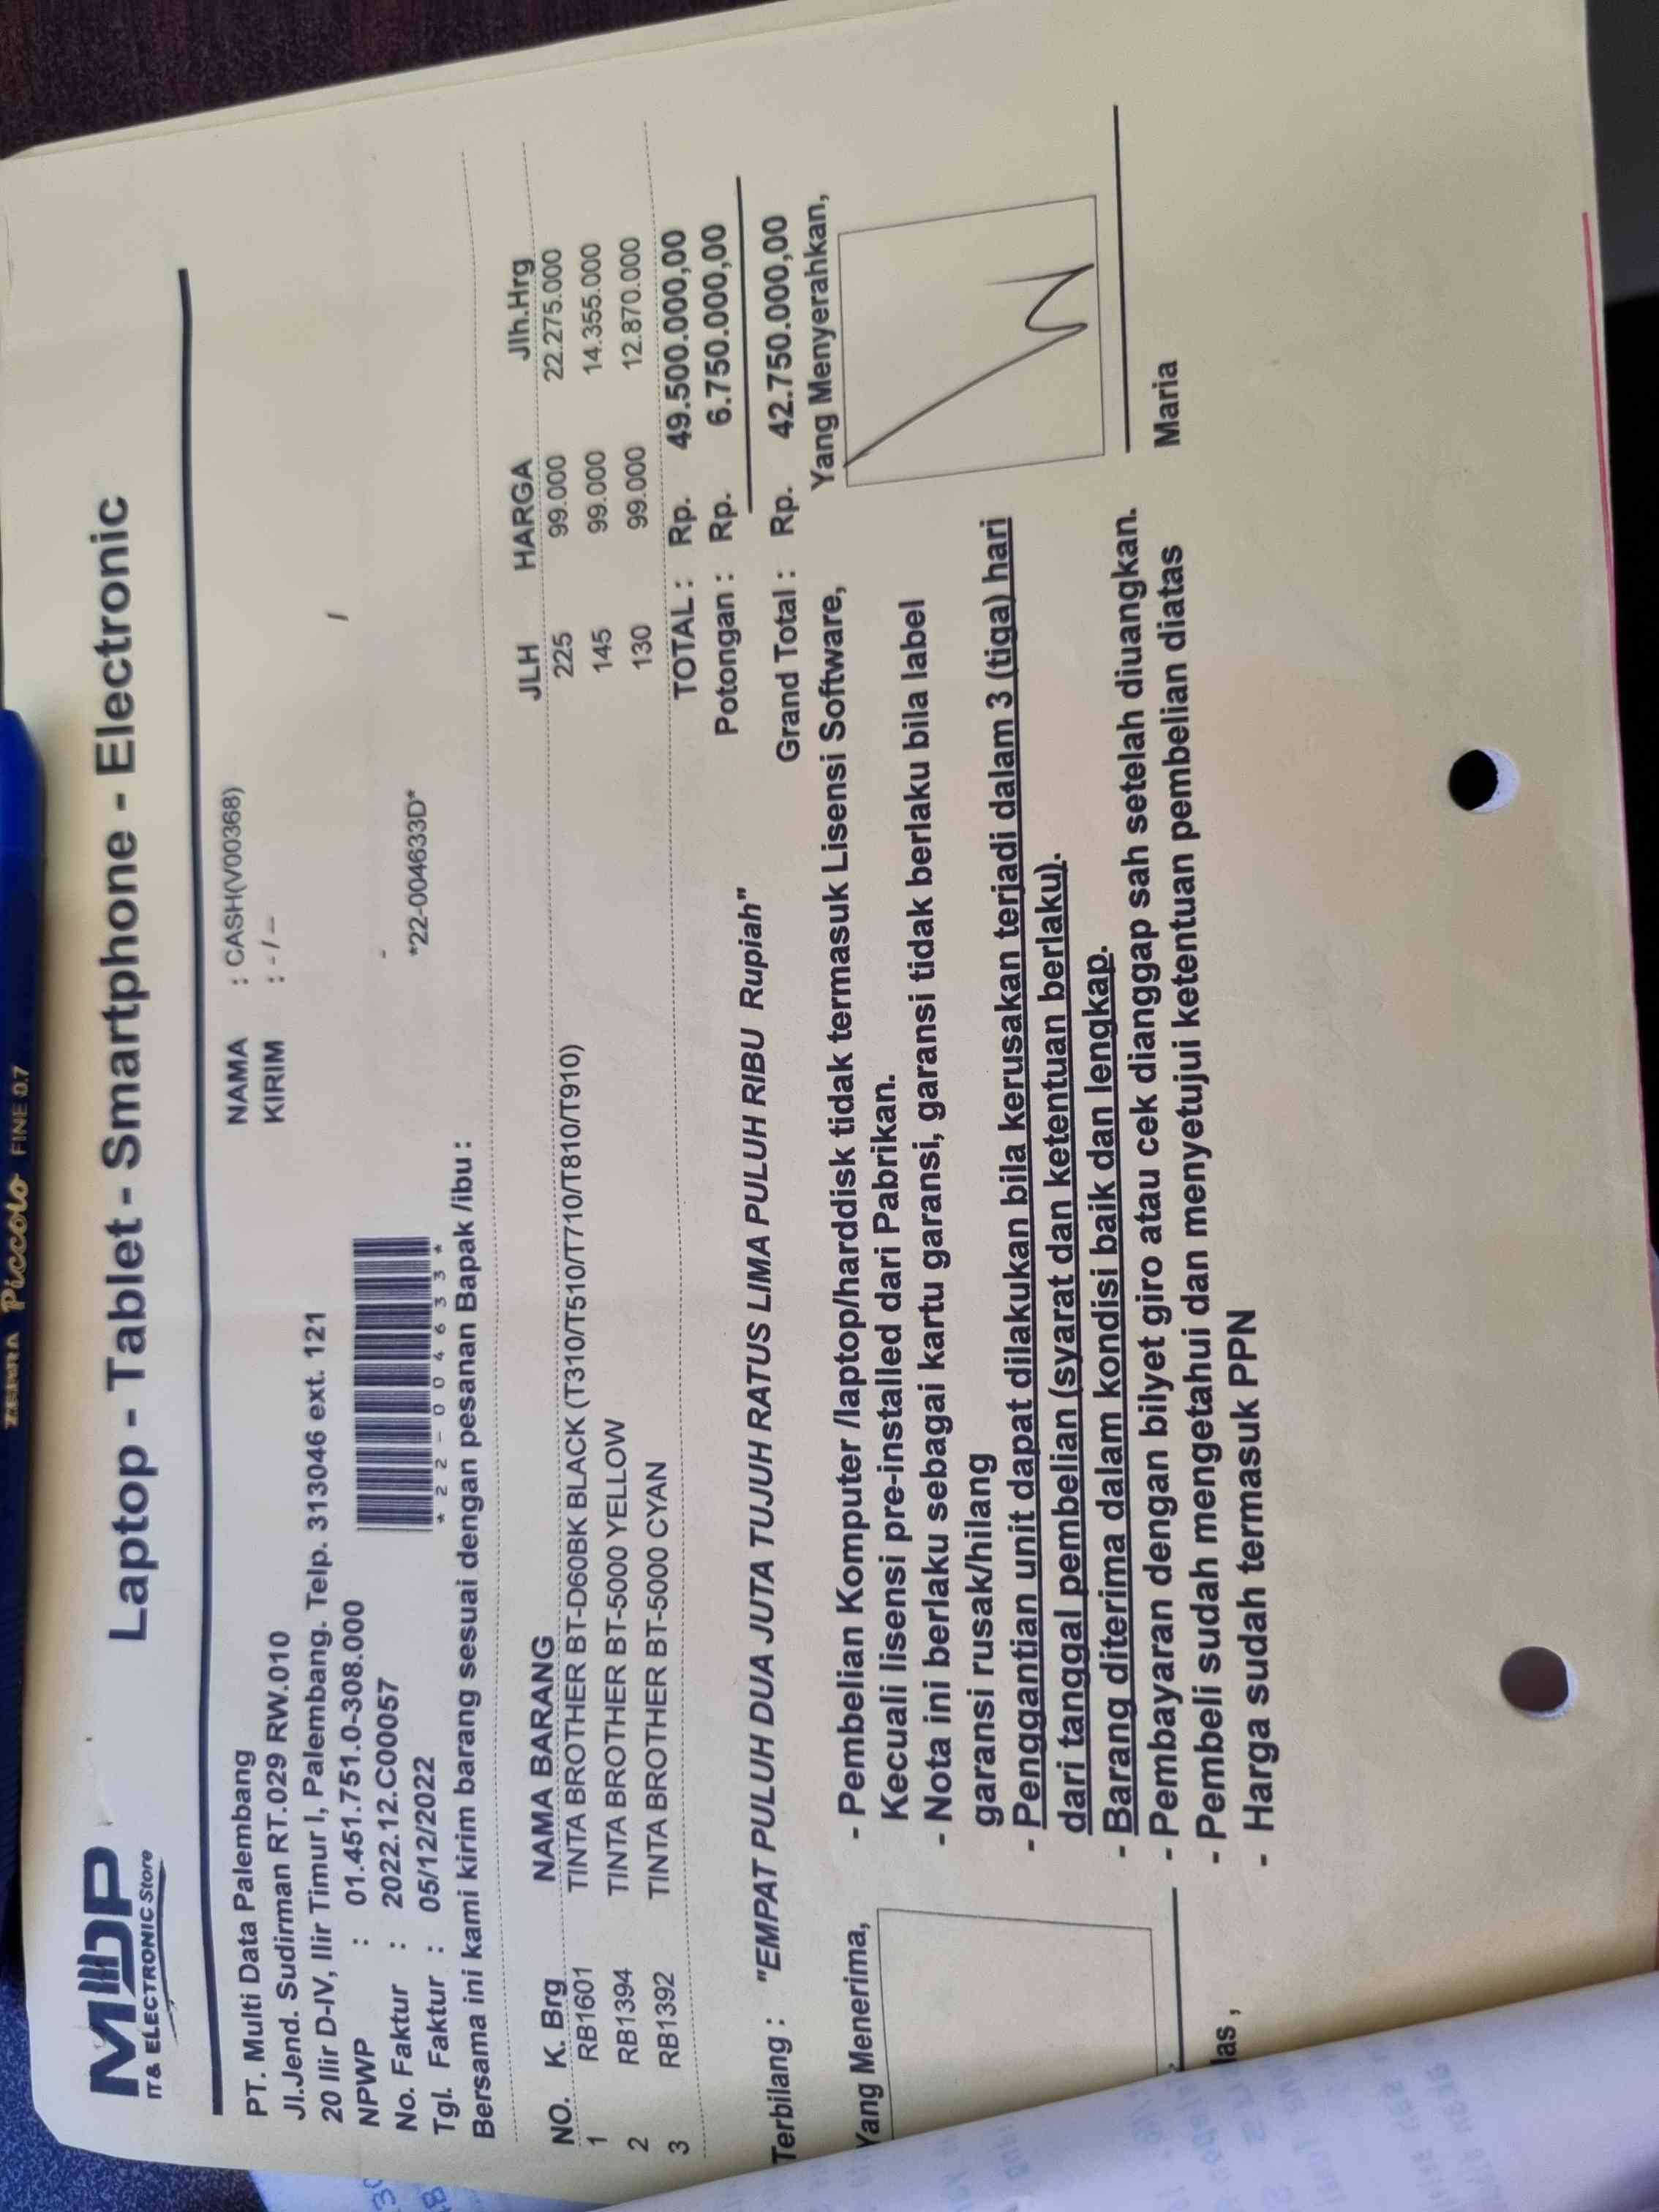 ZEBRA Piccolo FINE 0.7
MDP
IT & ELECTRONIC Store
Laptop - Tablet - Smartphone - Electronic
PT. Multi Data Palembang
Jl.Jend. Sudirman RT.029 RW.010
20 Ilir D-IV, Ilir Timur I, Palembang. Telp. 313046 ext. 121
NPWP : 01.451.751.0-308.000
No. Faktur : 2022.12.C00057
Tgl. Faktur : 05/12/2022
NAMA : CASH(V00368)
KIRIM : - / --
/
-
*22-004633*
*22-004633D*
Bersama ini kami kirim barang sesuai dengan pesanan Bapak /ibu :
NO. K. Brg NAMA BARANG JLH HARGA Jlh.Hrg
1 RB1601 TINTA BROTHER BT-D60BK BLACK (T310/T510/T710/T810/T910) 225 99.000 22.275.000
2 RB1394 TINTA BROTHER BT-5000 YELLOW 145 99.000 14.355.000
3 RB1392 TINTA BROTHER BT-5000 CYAN 130 99.000 12.870.000
TOTAL : Rp. 49.500.000,00
Potongan : Rp. 6.750.000,00
Grand Total : Rp. 42.750.000,00
Terbilang : "EMPAT PULUH DUA JUTA TUJUH RATUS LIMA PULUH RIBU Rupiah"
Yang Menerima,
- Pembelian Komputer /laptop/harddisk tidak termasuk Lisensi Software,
Kecuali lisensi pre-installed dari Pabrikan.
- Nota ini berlaku sebagai kartu garansi, garansi tidak berlaku bila label
garansi rusak/hilang
- Penggantian unit dapat dilakukan bila kerusakan terjadi dalam 3 (tiga) hari
dari tanggal pembelian (syarat dan ketentuan berlaku).
- Barang diterima dalam kondisi baik dan lengkap.
- Pembayaran dengan bilyet giro atau cek dianggap sah setelah diuangkan.
- Pembeli sudah mengetahui dan menyetujui ketentuan pembelian diatas
- Harga sudah termasuk PPN
Yang Menyerahkan,
Maria
las ,